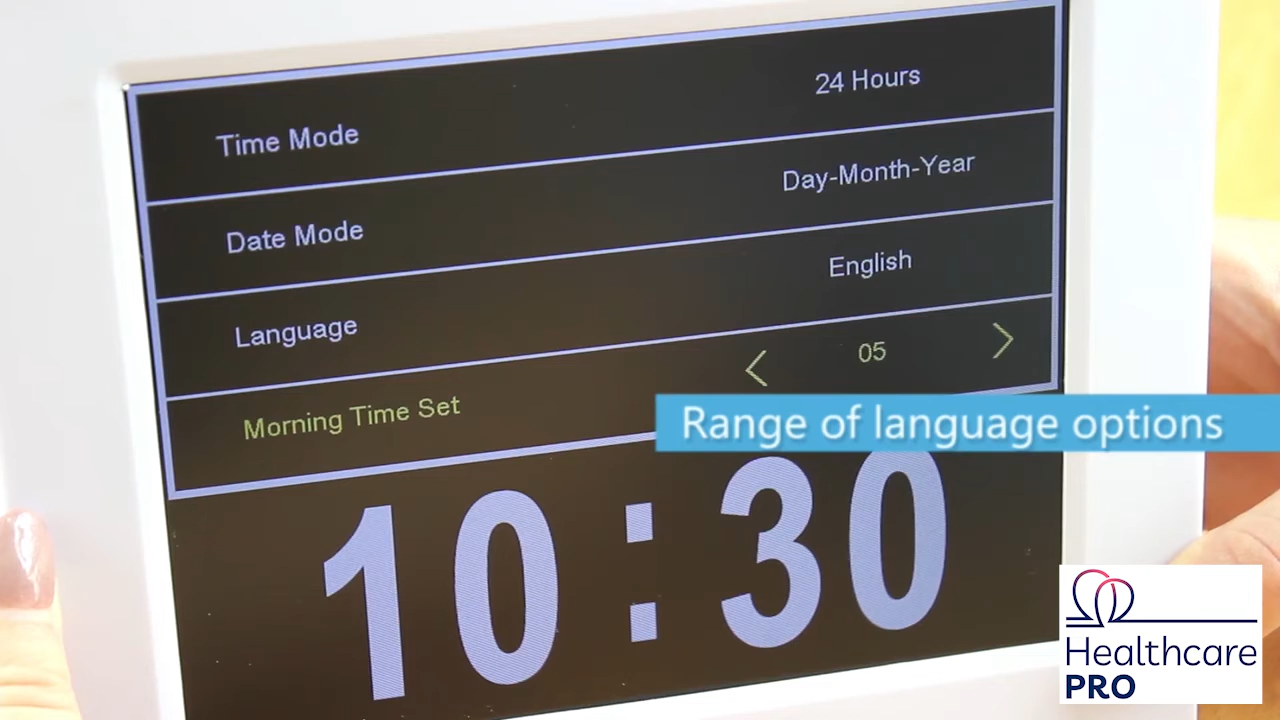 Time Mode 24 Hours
Date Mode Day-Month-Year
Language English
Morning Time Set < 05 >
Range of language options
10:30
Healthcare
PRO